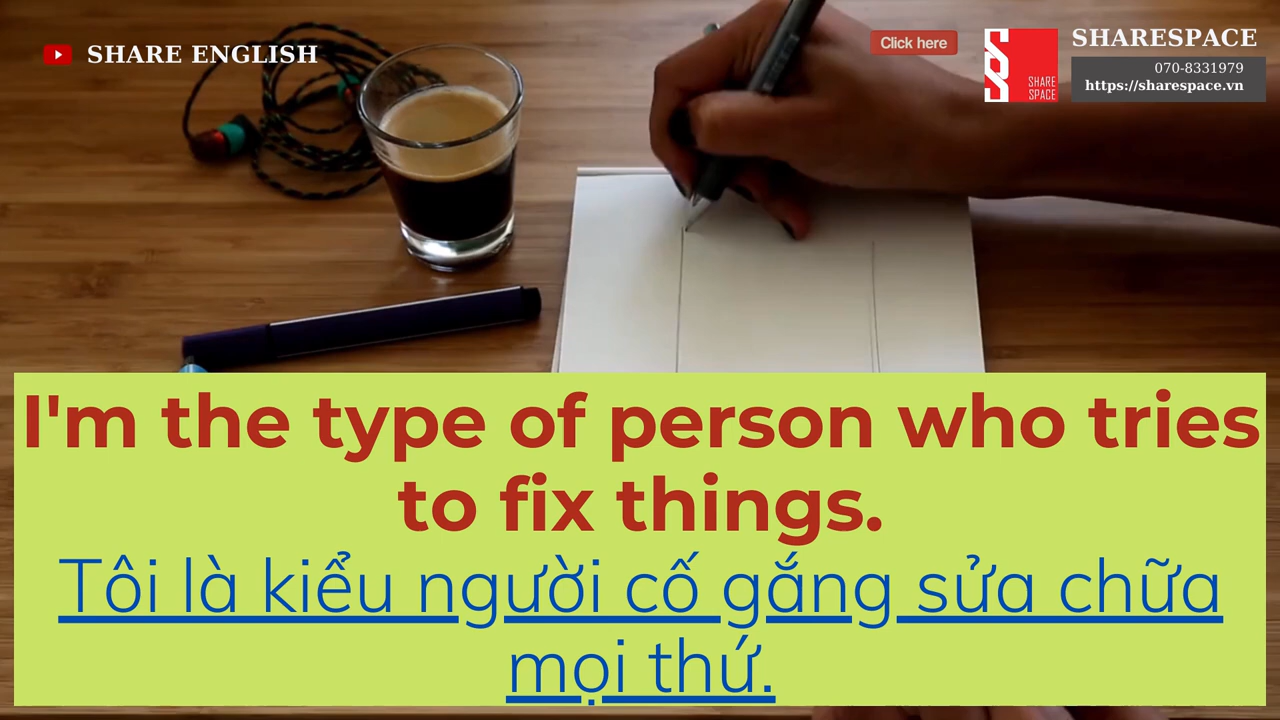 SHARE ENGLISH
Click here
SHARE
SPACE
SHARESPACE
070-8331979
https://sharespace.vn
I'm the type of person who tries
to fix things.
Tôi là kiểu người cố gắng sửa chữa
mọi thứ.